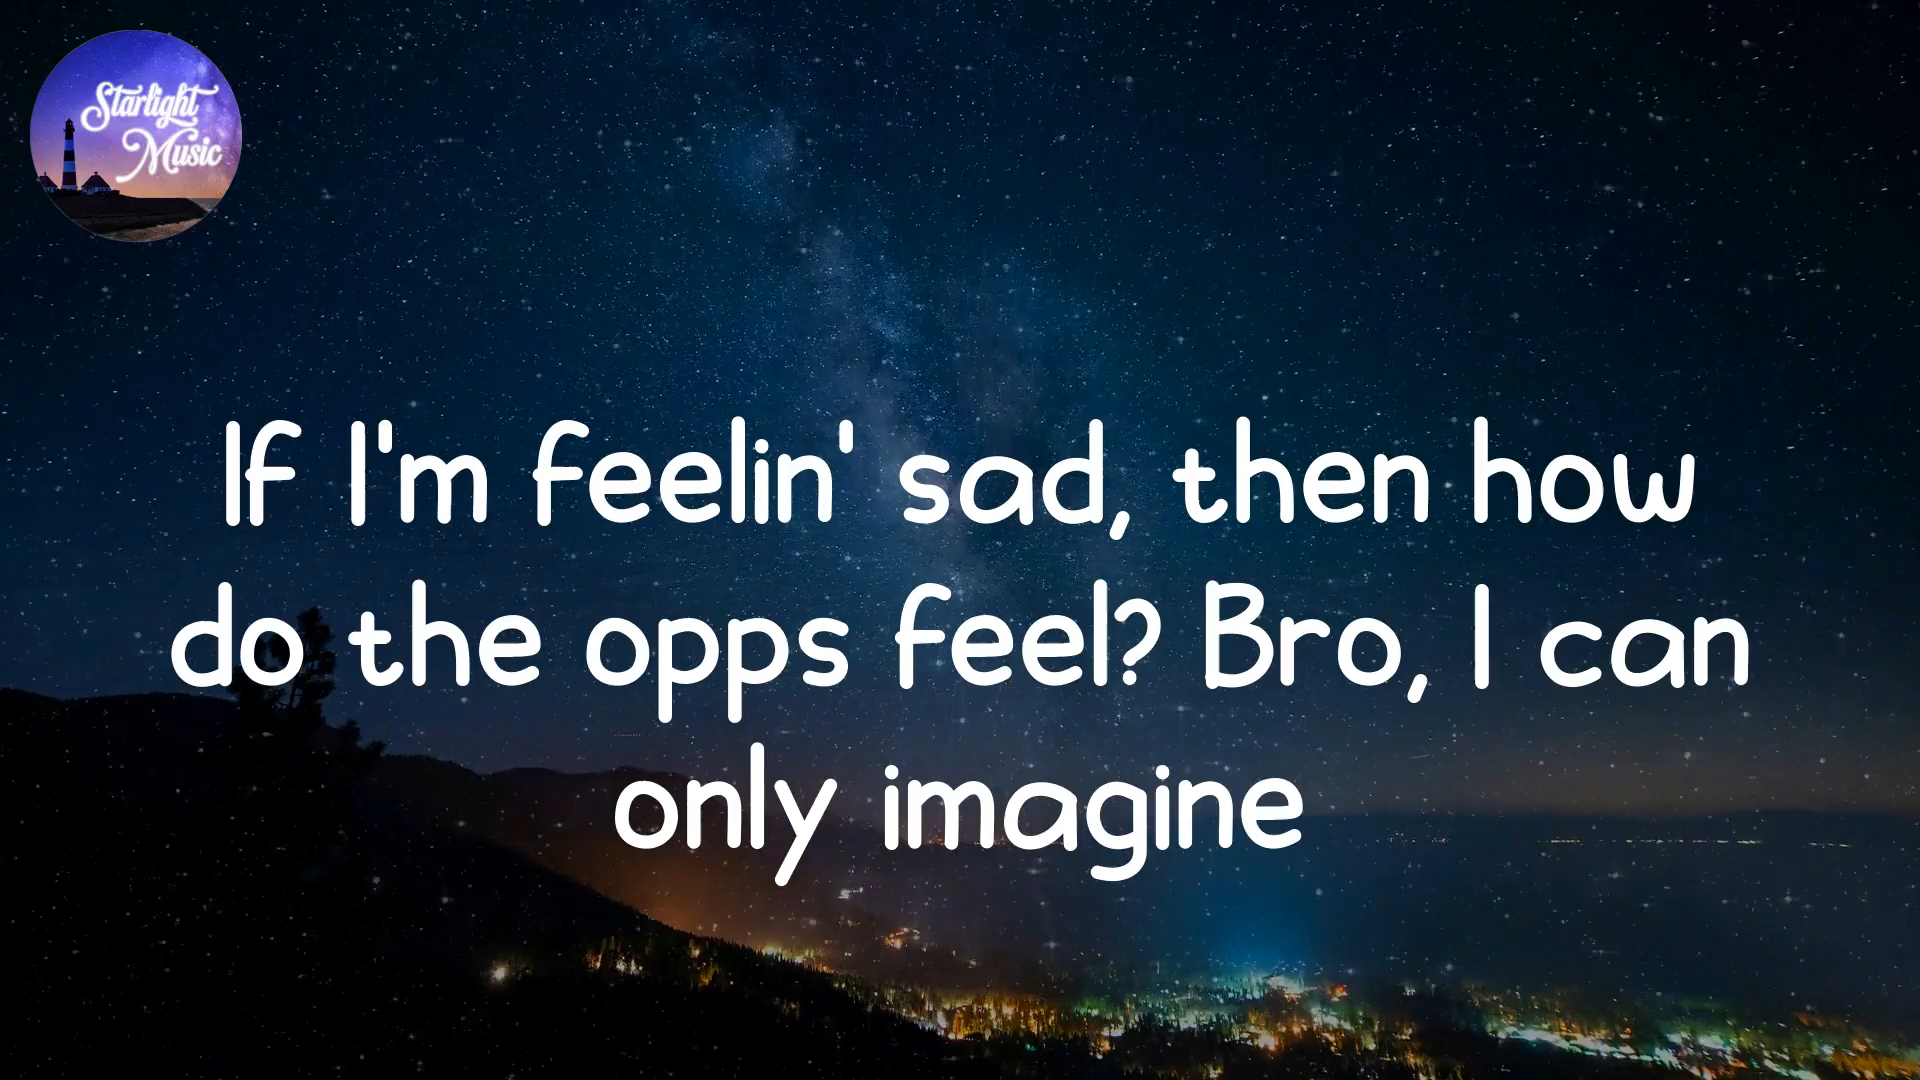 Starlight
Music
If I'm feelin' sad, then how
do the opps feel? Bro, I can
only imagine